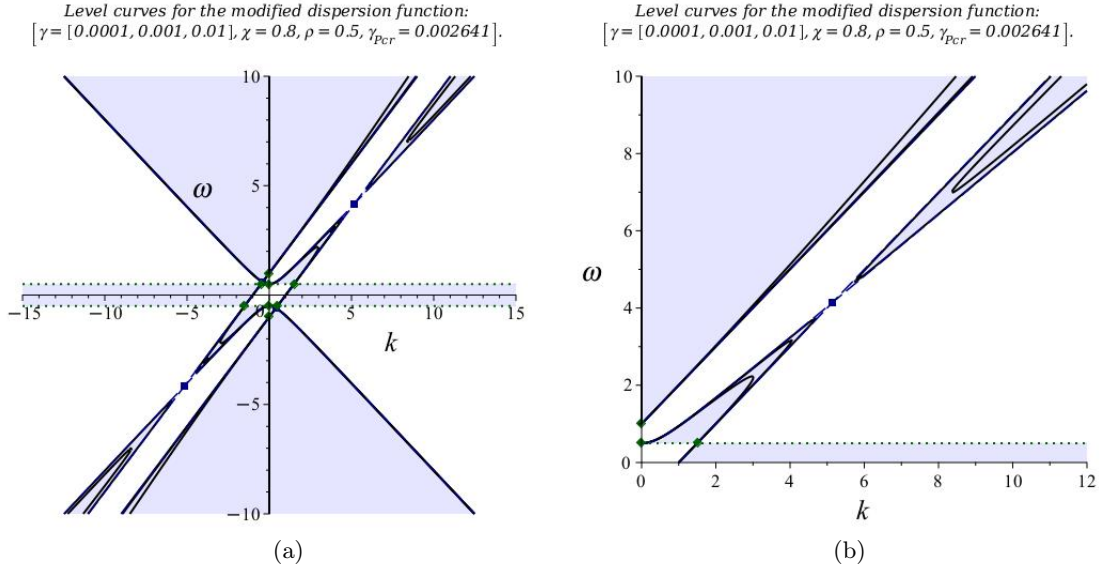 Level curves for the modified dispersion function:
[γ = [0.0001, 0.001, 0.01], χ = 0.8, ρ = 0.5, γ_Pcr = 0.002641].
10
5
ω
−15
−10
−5
0
5
10
15
k
−5
−10
(a)
Level curves for the modified dispersion function:
[γ = [0.0001, 0.001, 0.01], χ = 0.8, ρ = 0.5, γ_Pcr = 0.002641].
10
8
6
ω
4
2
0
0
2
4
6
8
10
12
k
(b)